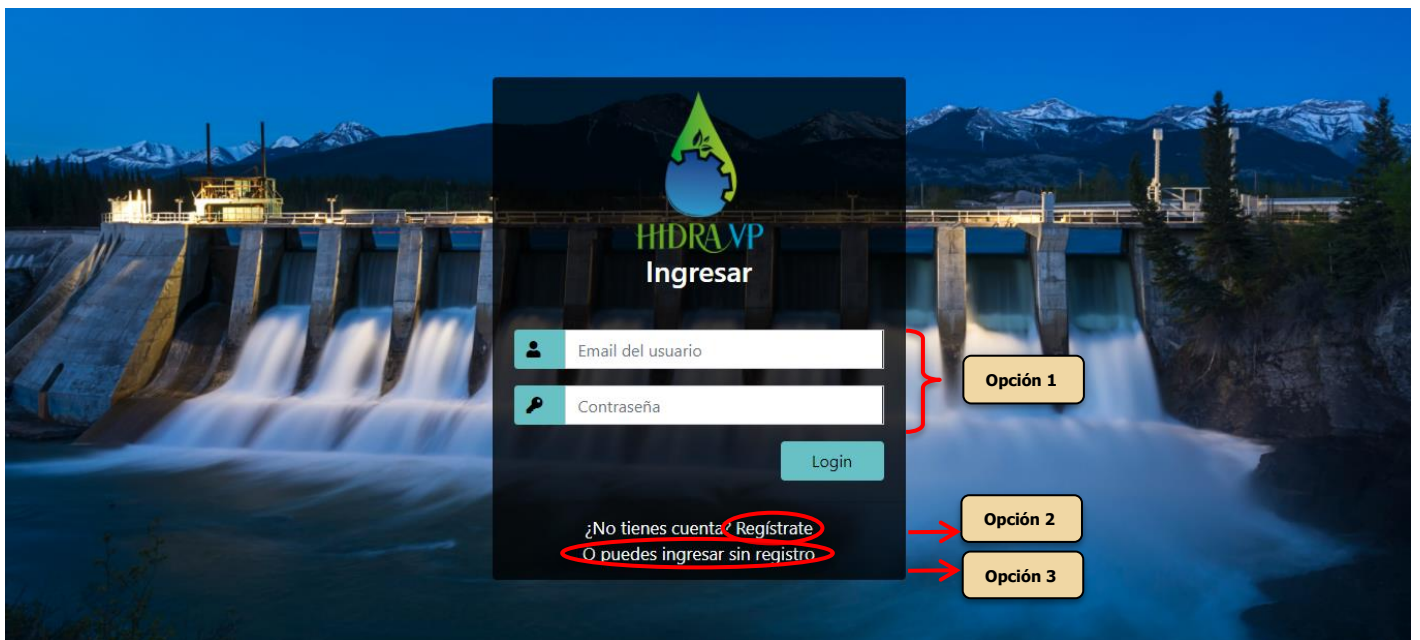 HIDRA VP
Ingresar
Email del usuario
Contraseña
Opción 1
Login
¿No tienes cuenta? Regístrate
Opción 2
O puedes ingresar sin registro
Opción 3